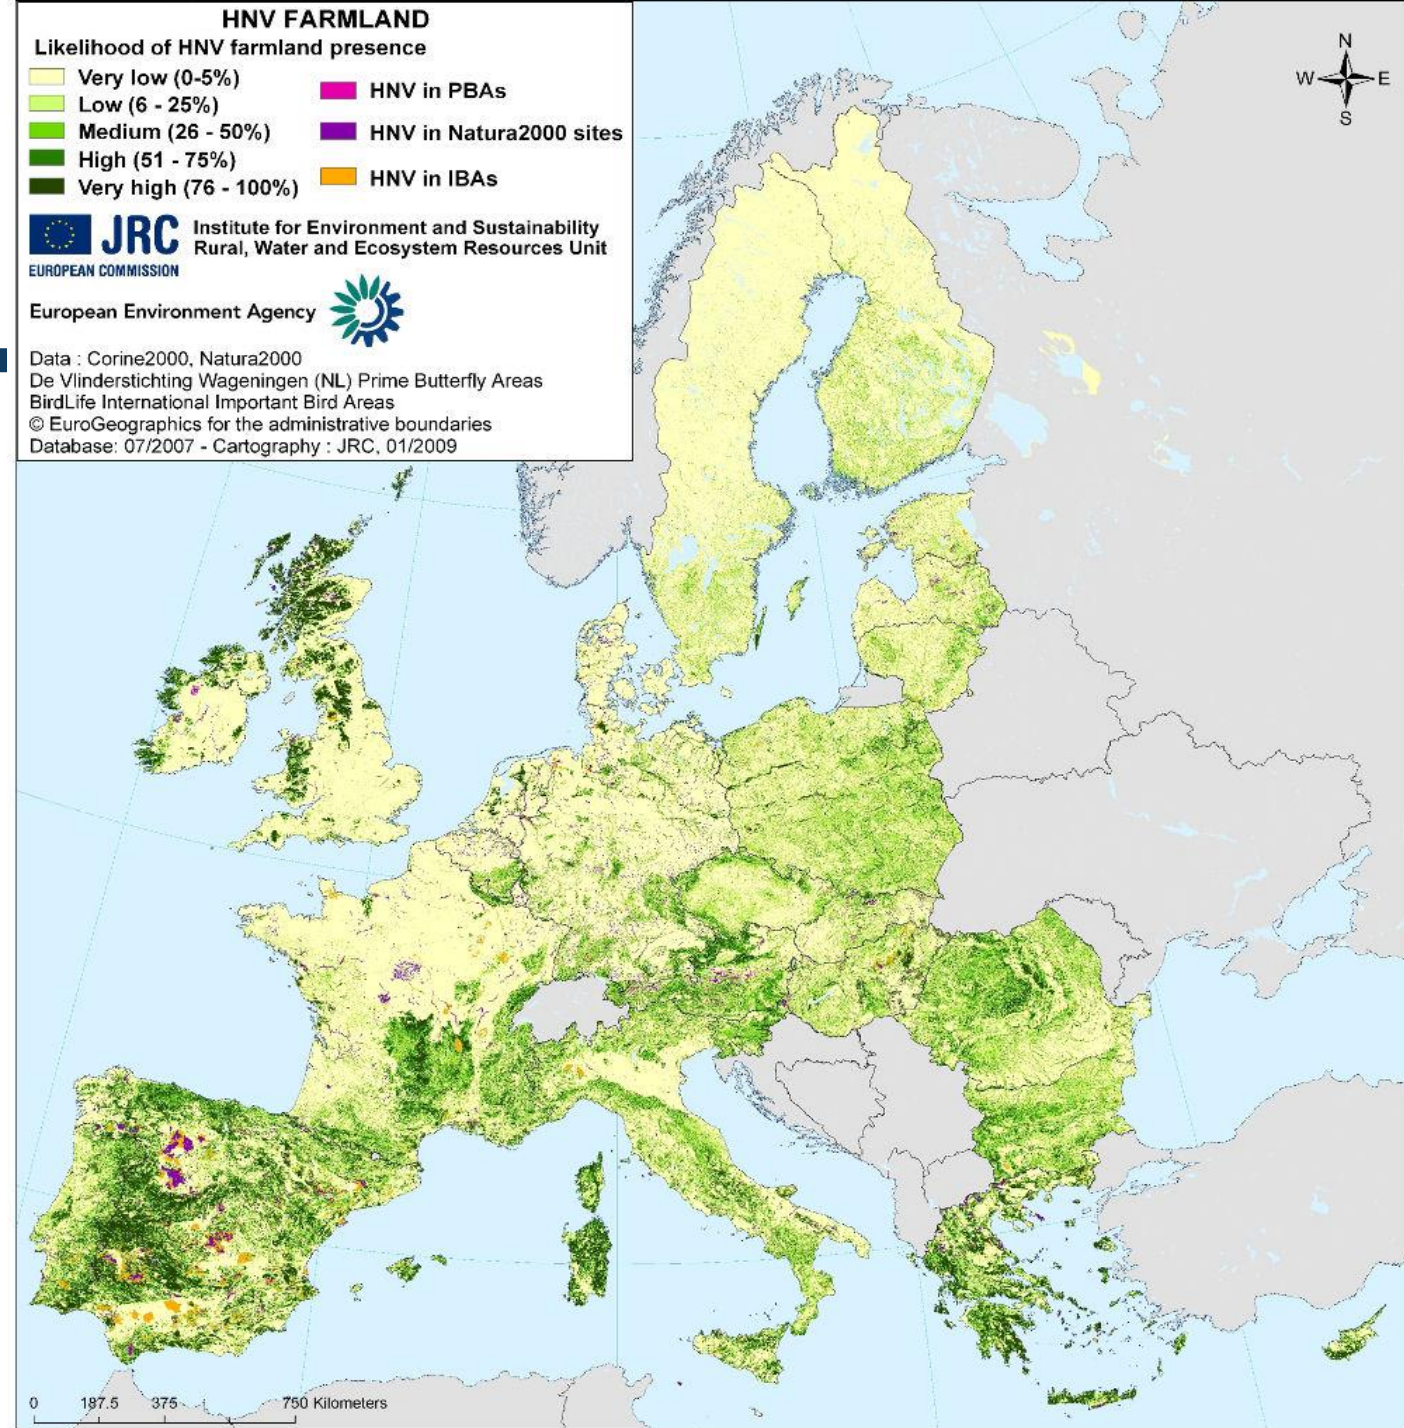 HNV FARMLAND
Likelihood of HNV farmland presence
Very low (0-5%)
Low (6 - 25%)
Medium (26 - 50%)
High (51 - 75%)
Very high (76 - 100%)
HNV in PBAs
HNV in Natura2000 sites
HNV in IBAs
JRC
EUROPEAN COMMISSION
Institute for Environment and Sustainability
Rural, Water and Ecosystem Resources Unit
European Environment Agency
Data : Corine2000, Natura2000
De Vlinderstichting Wageningen (NL) Prime Butterfly Areas
BirdLife International Important Bird Areas
© EuroGeographics for the administrative boundaries
Database: 07/2007 - Cartography : JRC, 01/2009
N
W E
S
0 187.5 375 750 Kilometers